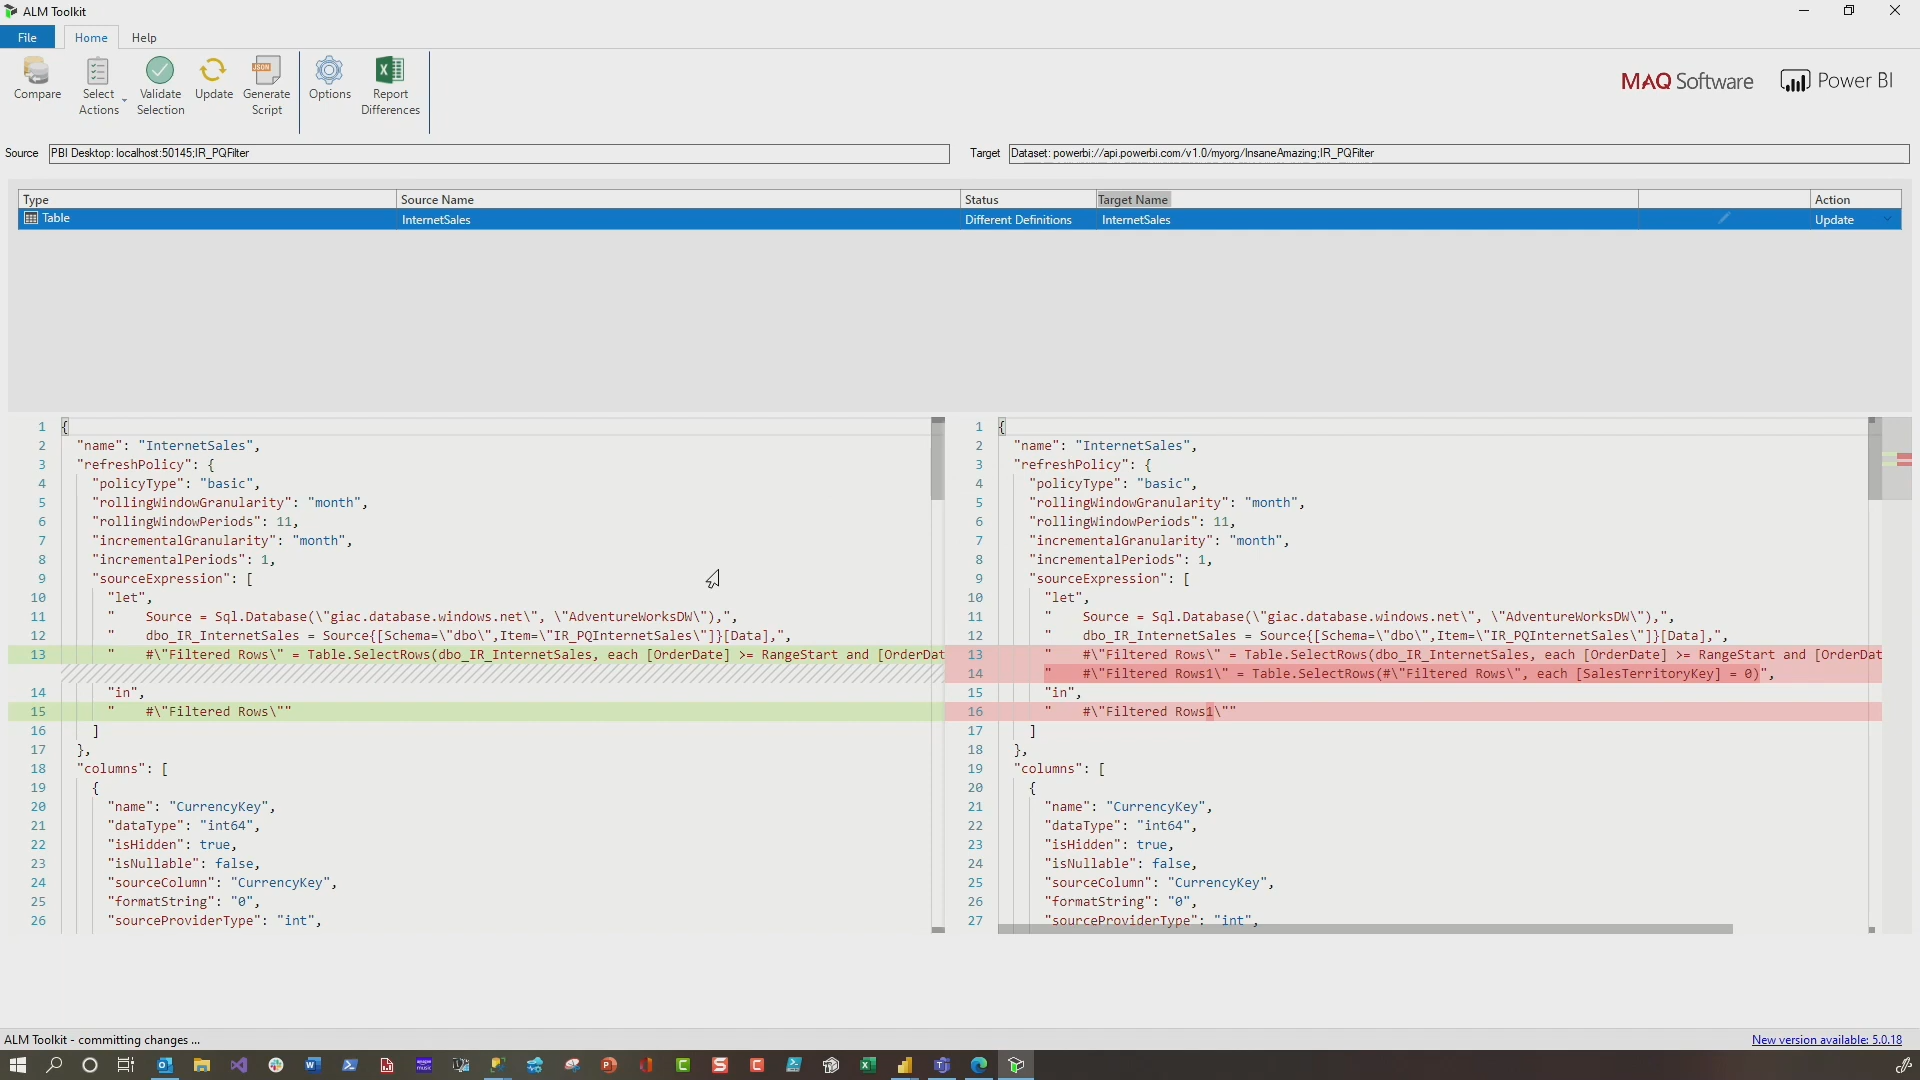 ALM Toolkit
File Home Help
Compare
Select Actions
Validate Selection
Update
Generate Script
Options
Report Differences
MAQ Software
Power BI
Source PBI Desktop: localhost:50145;IR_PQFilter
Target Dataset: powerbi://api.powerbi.com/v1.0/myorg/InsaneAmazing;IR_PQFilter
Type Source Name Status Target Name Action
Table InternetSales Different Definitions InternetSales Update
1 {
2 "name": "InternetSales",
3 "refreshPolicy": {
4 "policyType": "basic",
5 "rollingWindowGranularity": "month",
6 "rollingWindowPeriods": 11,
7 "incrementalGranularity": "month",
8 "incrementalPeriods": 1,
9 "sourceExpression": [
10 "let",
11 "    Source = Sql.Database(\"giac.database.windows.net\", \"AdventureWorksDW\"),",
12 "    dbo_IR_InternetSales = Source{[Schema=\"dbo\",Item=\"IR_PQInternetSales\"]}[Data],",
13 "    #\"Filtered Rows\" = Table.SelectRows(dbo_IR_InternetSales, each [OrderDate] >= RangeStart and [OrderDat
14 "in",
15 "    #\"Filtered Rows\""
16 ]
17 },
18 "columns": [
19 {
20 "name": "CurrencyKey",
21 "dataType": "int64",
22 "isHidden": true,
23 "isNullable": false,
24 "sourceColumn": "CurrencyKey",
25 "formatString": "0",
26 "sourceProviderType": "int",
1 {
2 "name": "InternetSales",
3 "refreshPolicy": {
4 "policyType": "basic",
5 "rollingWindowGranularity": "month",
6 "rollingWindowPeriods": 11,
7 "incrementalGranularity": "month",
8 "incrementalPeriods": 1,
9 "sourceExpression": [
10 "let",
11 "    Source = Sql.Database(\"giac.database.windows.net\", \"AdventureWorksDW\"),",
12 "    dbo_IR_InternetSales = Source{[Schema=\"dbo\",Item=\"IR_PQInternetSales\"]}[Data],",
13 "    #\"Filtered Rows\" = Table.SelectRows(dbo_IR_InternetSales, each [OrderDate] >= RangeStart and [OrderDat
14 "    #\"Filtered Rows1\" = Table.SelectRows(#\"Filtered Rows\", each [SalesTerritoryKey] = 0)",
15 "in",
16 "    #\"Filtered Rows1\""
17 ]
18 },
19 "columns": [
20 {
21 "name": "CurrencyKey",
22 "dataType": "int64",
23 "isHidden": true,
24 "isNullable": false,
25 "sourceColumn": "CurrencyKey",
26 "formatString": "0",
27 "sourceProviderType": "int",
ALM Toolkit - committing changes ...
New version available: 5.0.18